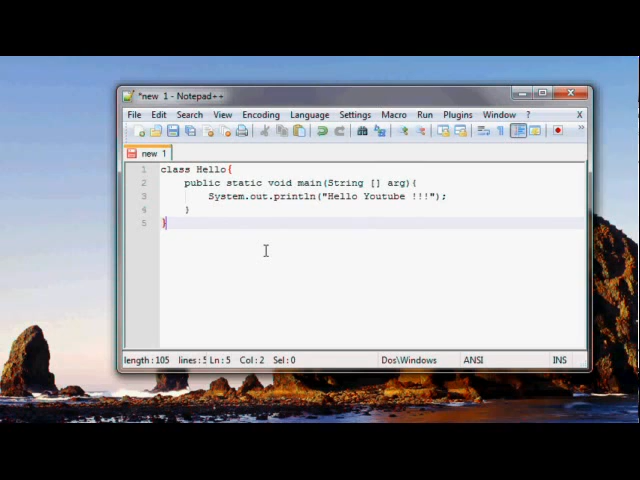 *new 1 - Notepad++
File Edit Search View Encoding Language Settings Macro Run Plugins Window ? X
new 1
1 class Hello{
2 public static void main(String [] arg){
3 System.out.println("Hello Youtube !!!");
4 }
5 }
length : 105 lines : 5 Ln : 5 Col : 2 Sel : 0 Dos\Windows ANSI INS